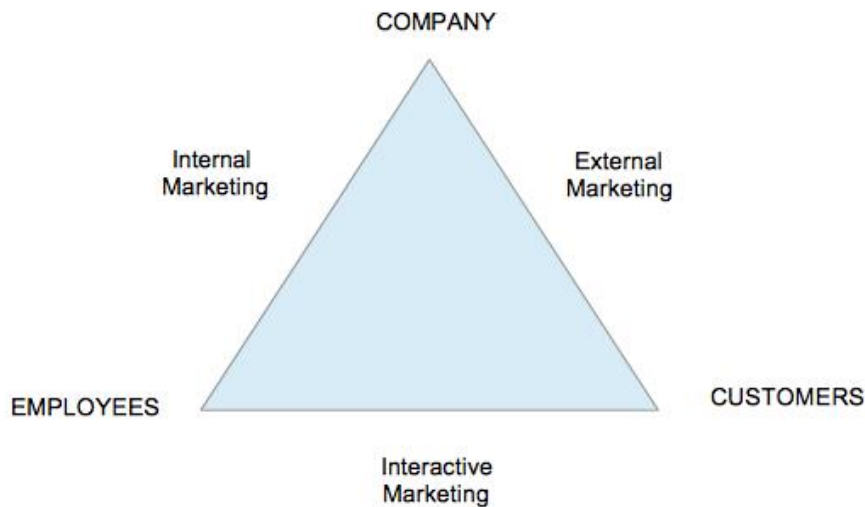 COMPANY
Internal
Marketing
External
Marketing
EMPLOYEES
CUSTOMERS
Interactive
Marketing